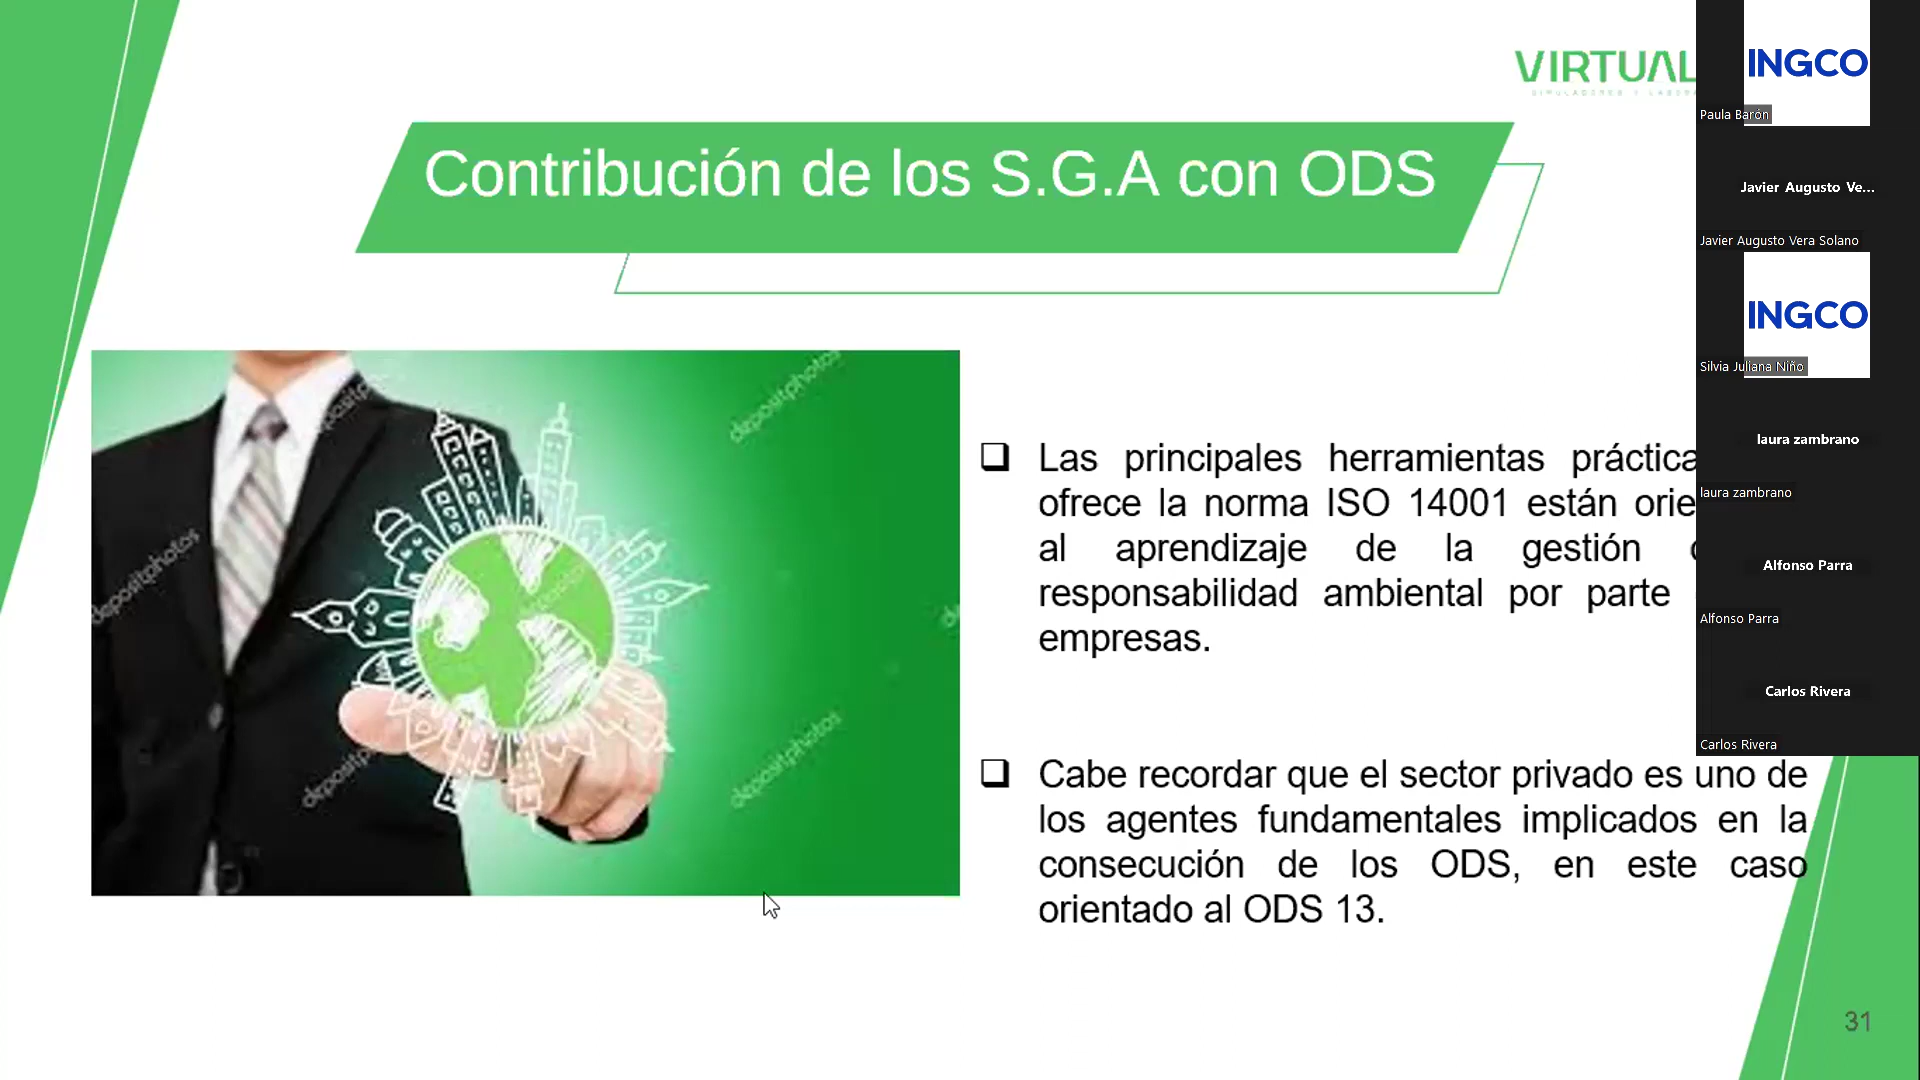 VIRTUAL
Contribución de los S.G.A con ODS
Las principales herramientas práctica
ofrece la norma ISO 14001 están orie
al aprendizaje de la gestión
responsabilidad ambiental por parte
empresas.
Cabe recordar que el sector privado es uno de
los agentes fundamentales implicados en la
consecución de los ODS, en este caso
orientado al ODS 13.
31
depositphotos
depositphotos
depositphotos
depositphotos
INGCO
Paula Barón
Javier Augusto Ve...
Javier Augusto Vera Solano
INGCO
Silvia Juliana Niño
laura zambrano
laura zambrano
Alfonso Parra
Alfonso Parra
Carlos Rivera
Carlos Rivera